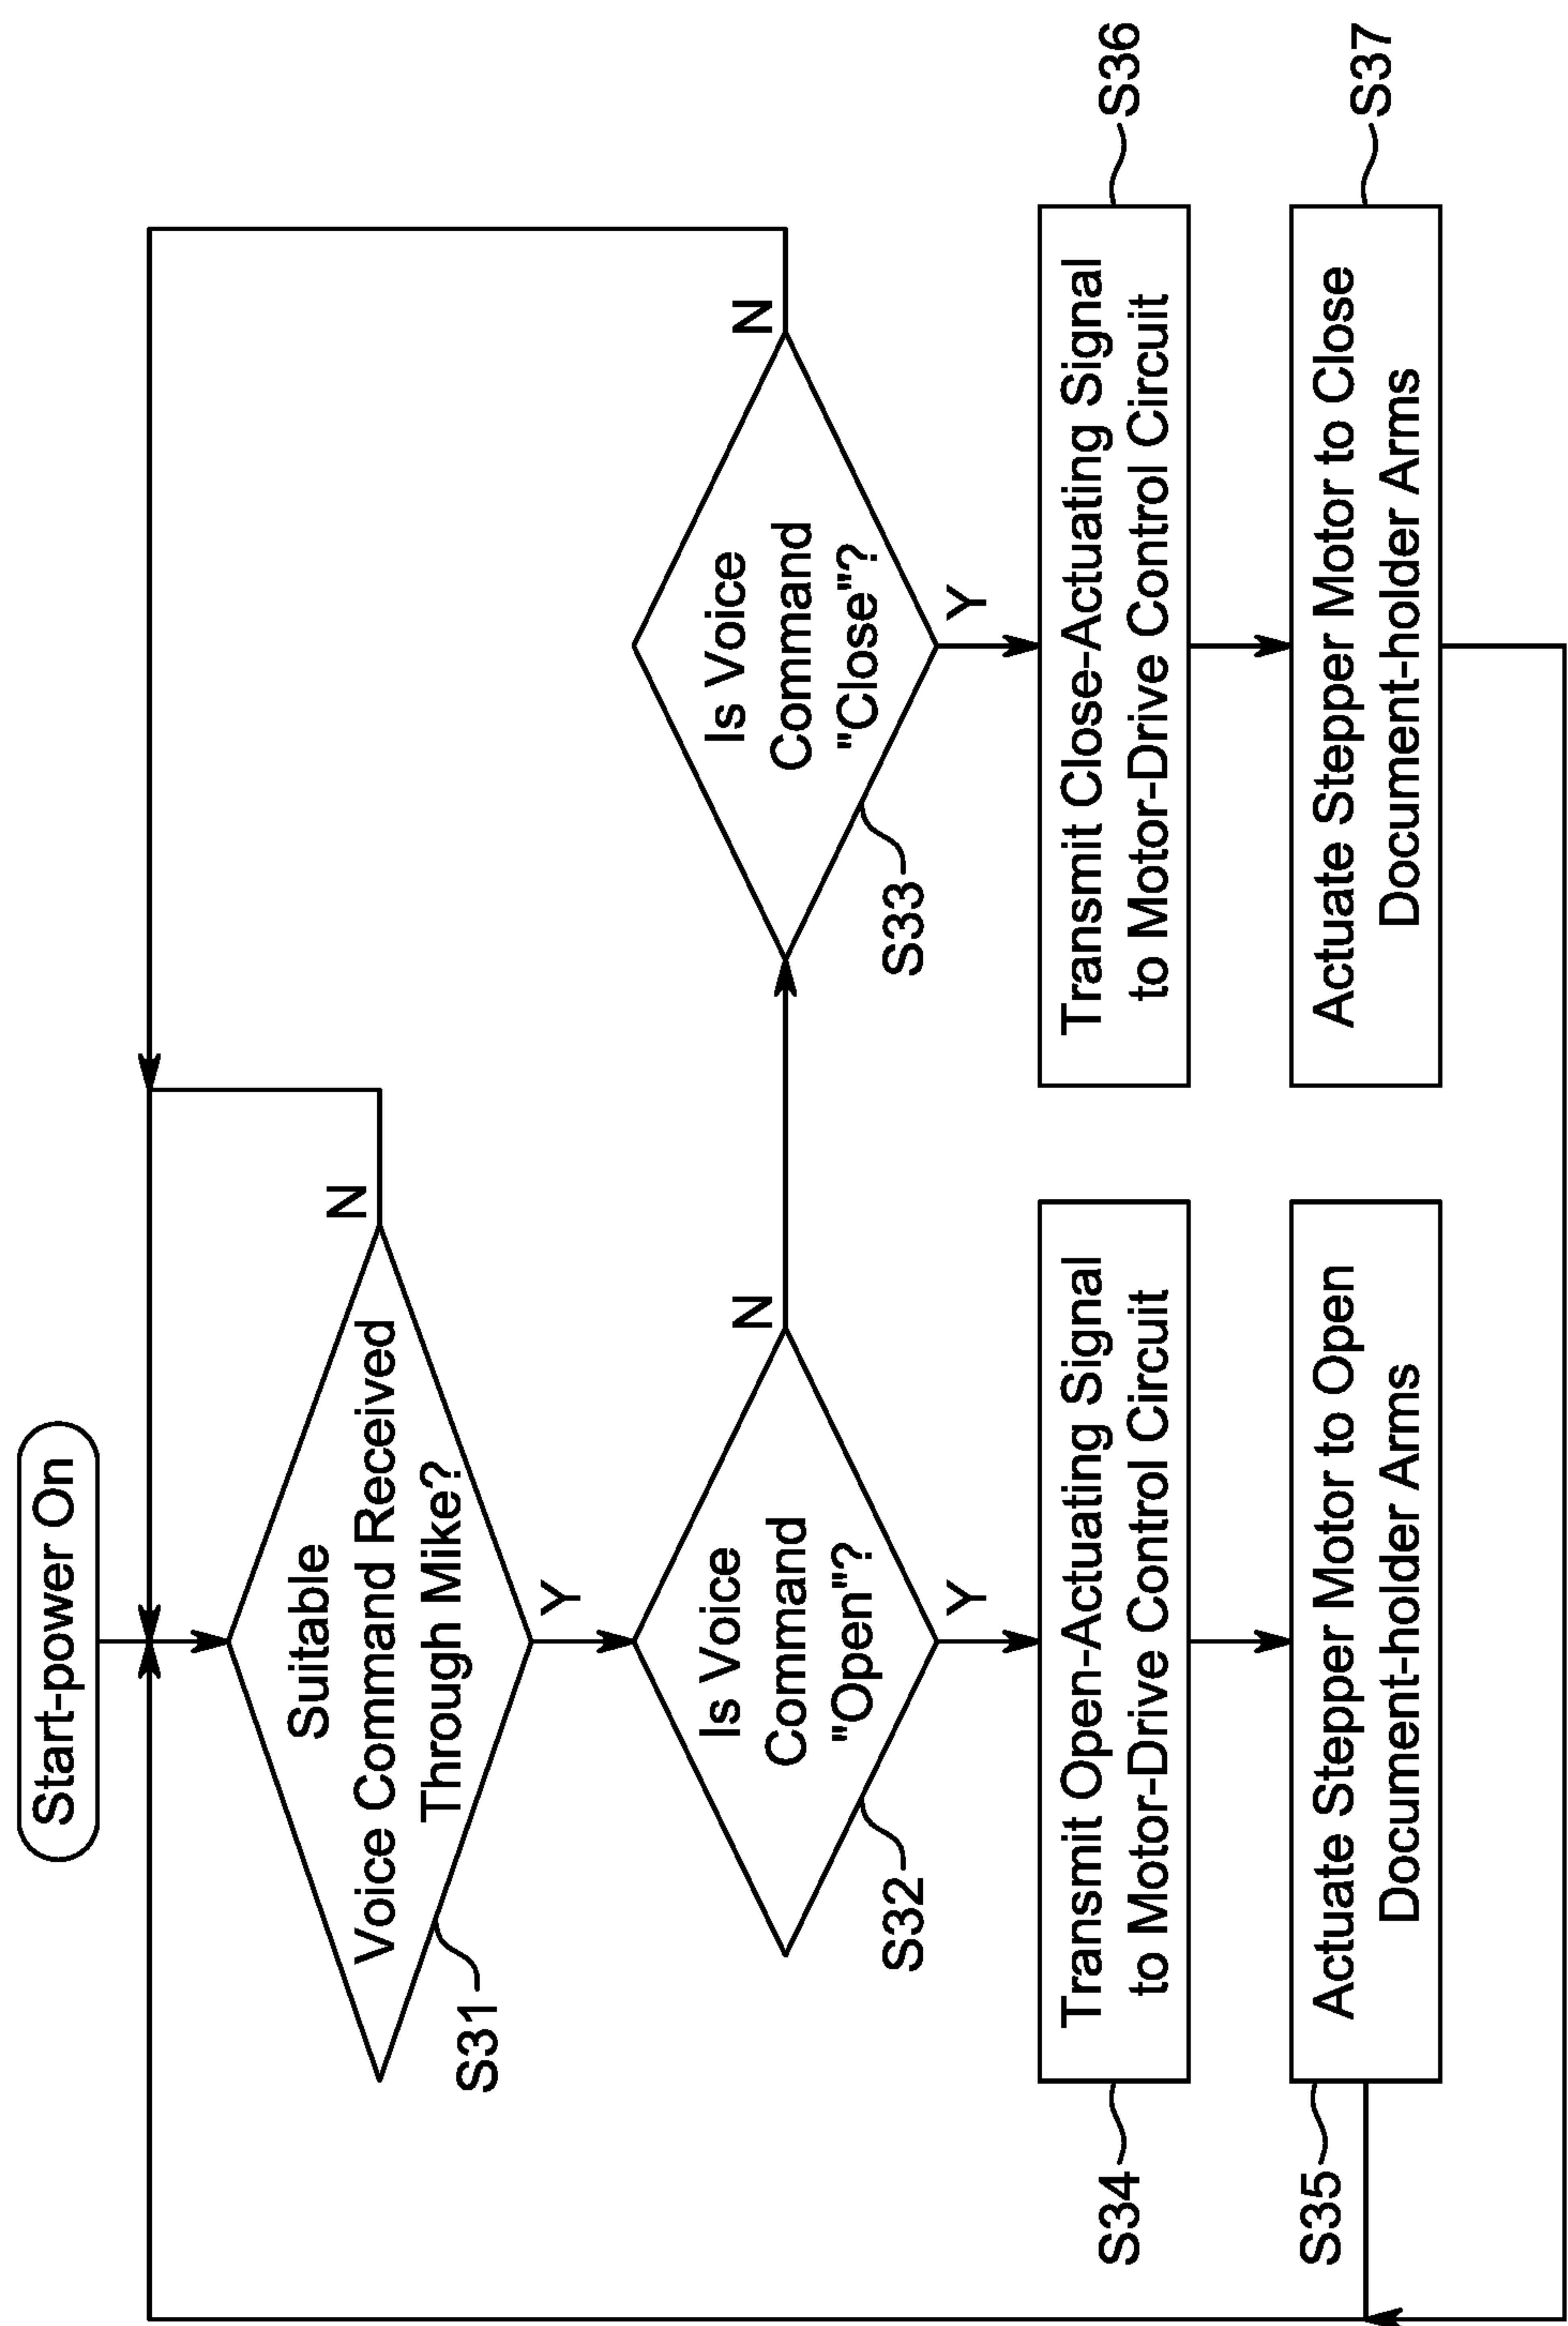 Start-power On
Suitable
Voice Command Received
Through Mike?
N
S31
Y
Is Voice
Command
"Open"?
N
S32
Y
Is Voice
Command
"Close"?
N
S33
Y
Transmit Open-Actuating Signal
to Motor-Drive Control Circuit
S34
Transmit Close-Actuating Signal
to Motor-Drive Control Circuit
S36
Actuate Stepper Motor to Open
Document-holder Arms
S35
Actuate Stepper Motor to Close
Document-holder Arms
S37